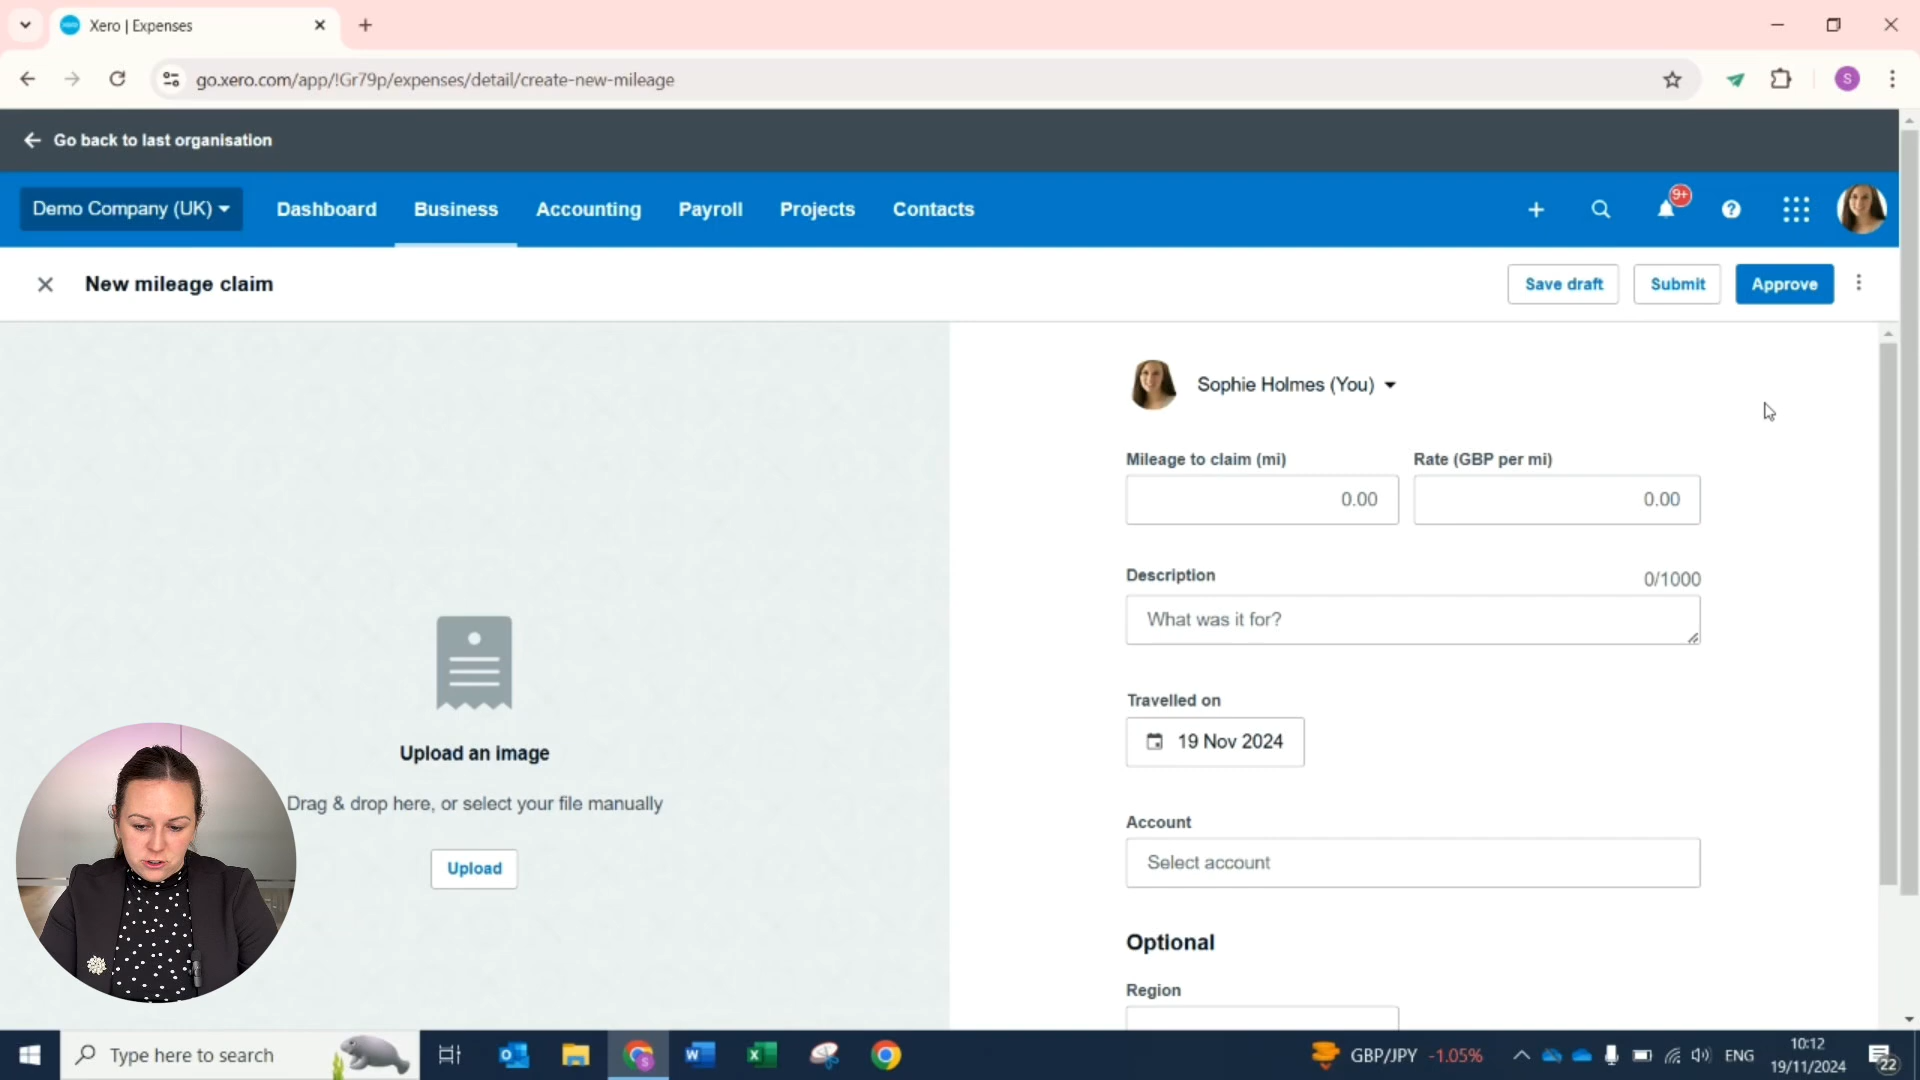 Xero | Expenses
go.xero.com/app/!Gr79p/expenses/detail/create-new-mileage
S
Go back to last organisation
Demo Company (UK)
Dashboard
Business
Accounting
Payroll
Projects
Contacts
9+
New mileage claim
Save draft
Submit
Approve
Sophie Holmes (You)
Mileage to claim (mi)
Rate (GBP per mi)
0.00
0.00
Description
0/1000
What was it for?
Travelled on
19 Nov 2024
Account
Select account
Optional
Region
Upload an image
Drag & drop here, or select your file manually
Upload
Type here to search
GBP/JPY -1.05%
ENG
10:12
19/11/2024
22